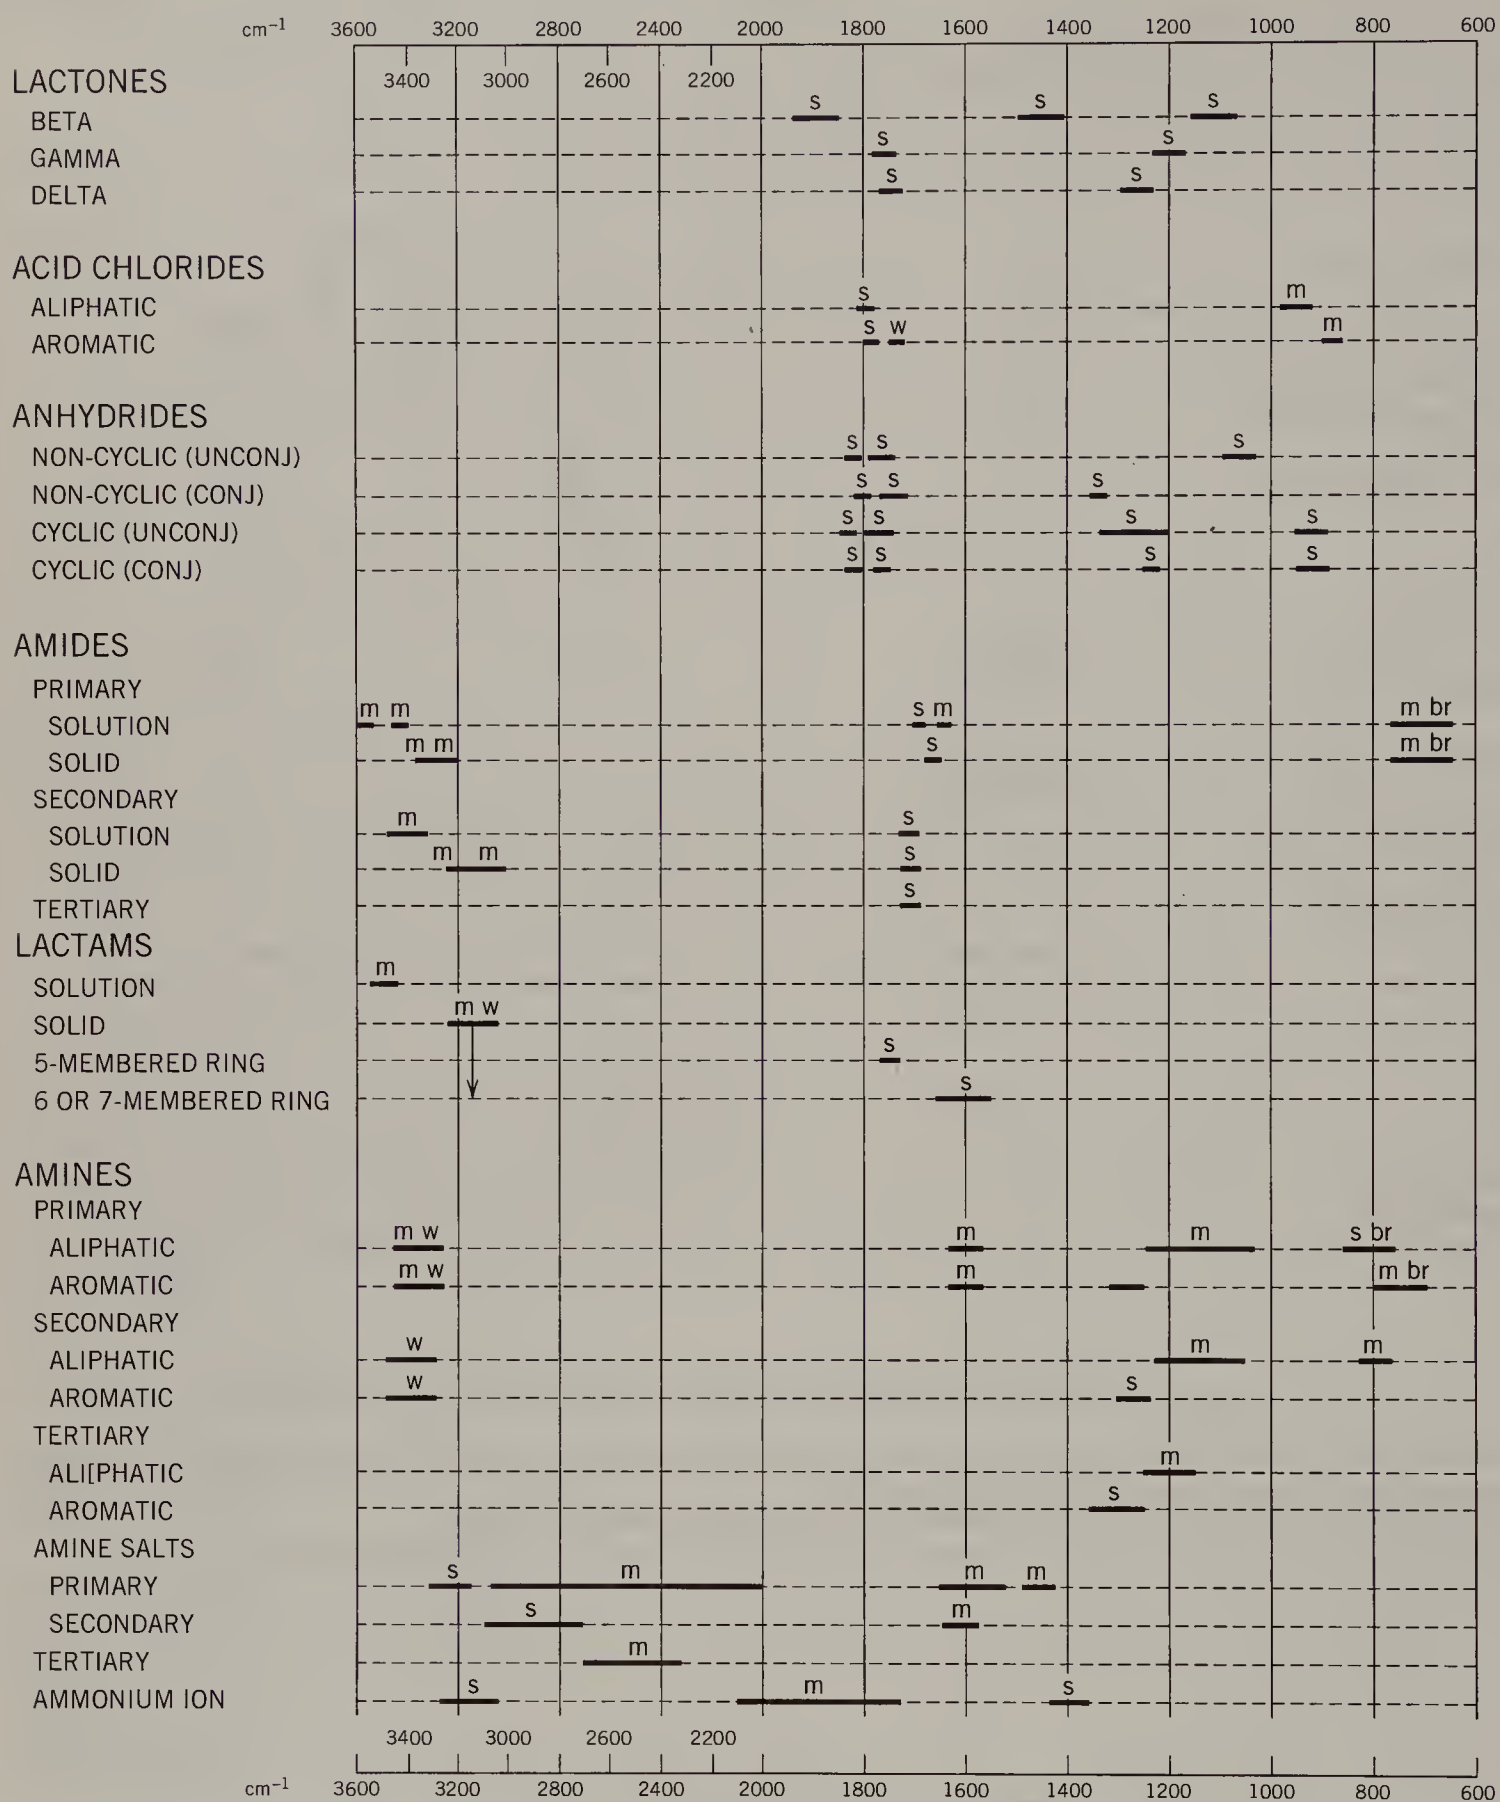 cm⁻¹ 3600 3200 2800 2400 2000 1800 1600 1400 1200 1000 800 600
3400 3000 2600 2200
LACTONES
s s s
BETA
s s
GAMMA
s s
DELTA
ACID CHLORIDES
s m
ALIPHATIC
s w m
AROMATIC
ANHYDRIDES
s s s
NON-CYCLIC (UNCONJ)
s s s
NON-CYCLIC (CONJ)
s s s s
CYCLIC (UNCONJ)
s s s s
CYCLIC (CONJ)
AMIDES
PRIMARY
m m s m m br
SOLUTION
m m s m br
SOLID
SECONDARY
m s
SOLUTION
m m s
SOLID
s
TERTIARY
LACTAMS
m
SOLUTION
m w
SOLID
s
5-MEMBERED RING
s
6 OR 7-MEMBERED RING
AMINES
PRIMARY
m w m m s br
ALIPHATIC
m w m m br
AROMATIC
SECONDARY
w m m
ALIPHATIC
w s
AROMATIC
TERTIARY
m
ALI[PHATIC
s
AROMATIC
AMINE SALTS
s m m m
PRIMARY
s m
SECONDARY
m
TERTIARY
s m s
AMMONIUM ION
3400 3000 2600 2200
cm⁻¹ 3600 3200 2800 2400 2000 1800 1600 1400 1200 1000 800 600